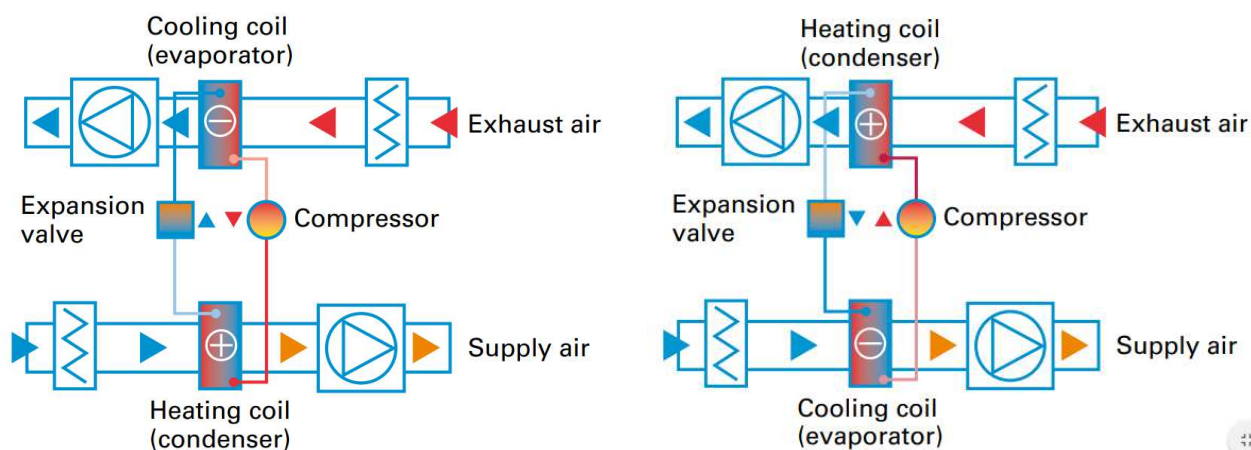 Cooling coil
(evaporator)
Exhaust air
Expansion
valve
Compressor
Supply air
Heating coil
(condenser)
Heating coil
(condenser)
Exhaust air
Expansion
valve
Compressor
Supply air
Cooling coil
(evaporator)